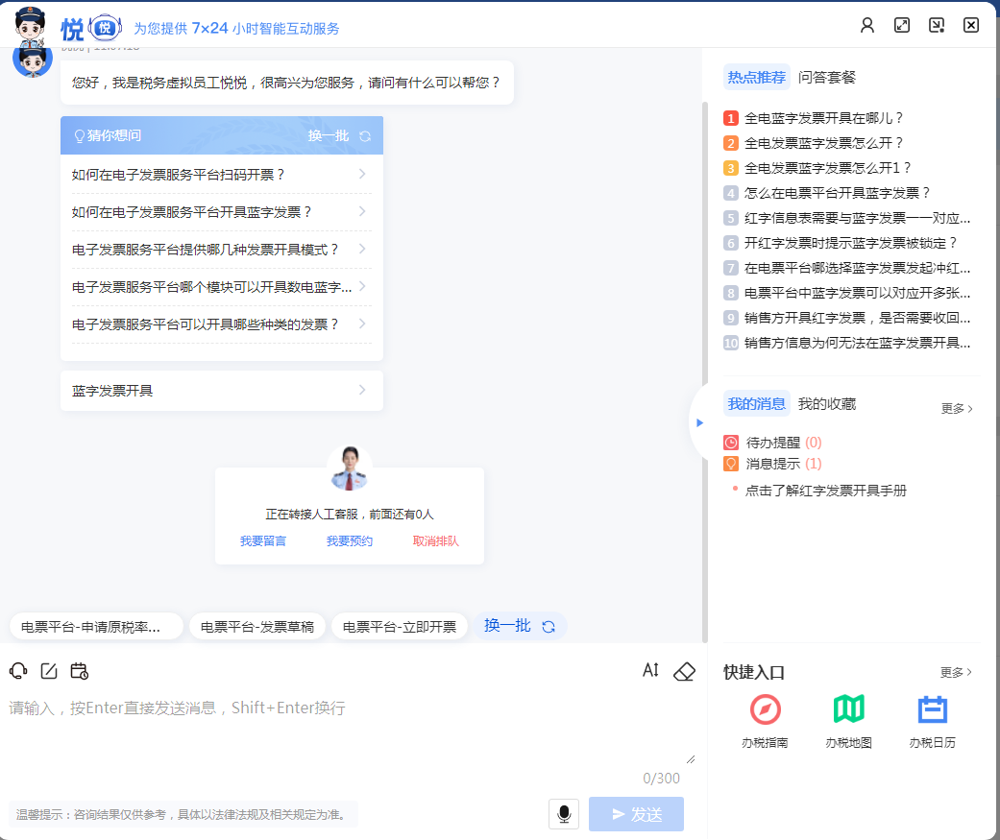 悦
悦
为您提供 7×24 小时智能互动服务
您好，我是税务虚拟员工悦悦，很高兴为您服务，请问有什么可以帮您？
猜你想问
换一批
如何在电子发票服务平台扫码开票？
如何在电子发票服务平台开具蓝字发票？
电子发票服务平台提供哪几种发票开具模式？
电子发票服务平台哪个模块可以开具数电蓝字...
电子发票服务平台可以开具哪些种类的发票？
蓝字发票开具
正在转接人工客服，前面还有0人
我要留言 我要预约 取消排队
电票平台-申请原税率... 电票平台-发票草稿 电票平台-立即开票 换一批
请输入，按Enter直接发送消息，Shift+Enter换行
0/300
温馨提示：咨询结果仅供参考，具体以法律法规及相关规定为准。
发送
热点推荐 问答套餐
1 全电蓝字发票开具在哪儿？
2 全电发票蓝字发票怎么开？
3 全电发票蓝字发票怎么开1？
4 怎么在电票平台开具蓝字发票？
5 红字信息表需要与蓝字发票一一对应...
6 开红字发票时提示蓝字发票被锁定？
7 在电票平台哪选择蓝字发票发起冲红...
8 电票平台中蓝字发票可以对应开多张...
9 销售方开具红字发票，是否需要收回...
10 销售方信息为何无法在蓝字发票开具...
我的消息 我的收藏 更多
待办提醒 (0)
消息提示 (1)
点击了解红字发票开具手册
快捷入口 更多
办税指南 办税地图 办税日历